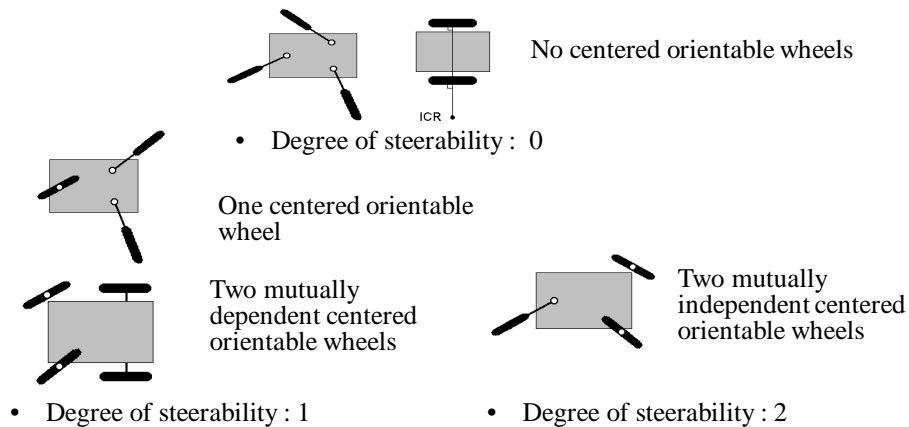 No centered orientable wheels
ICR
• Degree of steerability : 0
One centered orientable
wheel
Two mutually
dependent centered
orientable wheels
• Degree of steerability : 1
Two mutually
independent centered
orientable wheels
• Degree of steerability : 2